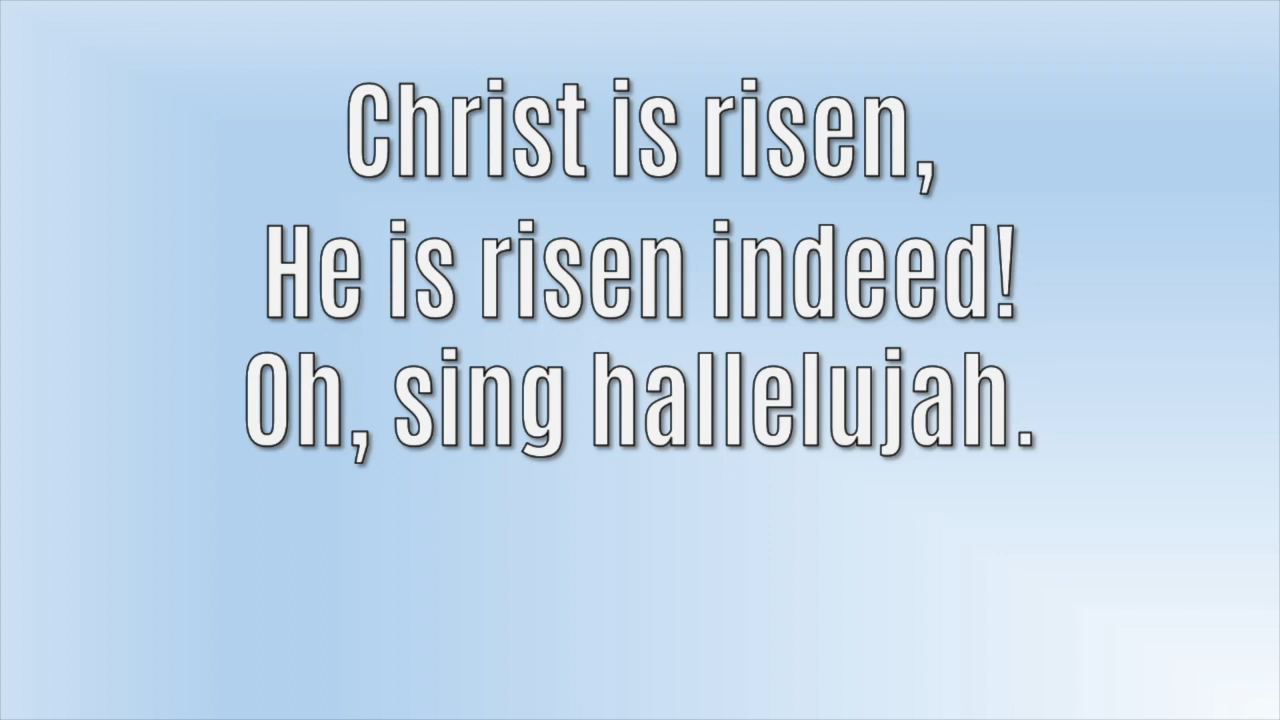 Christ is risen,
He is risen indeed!
Oh, sing hallelujah.